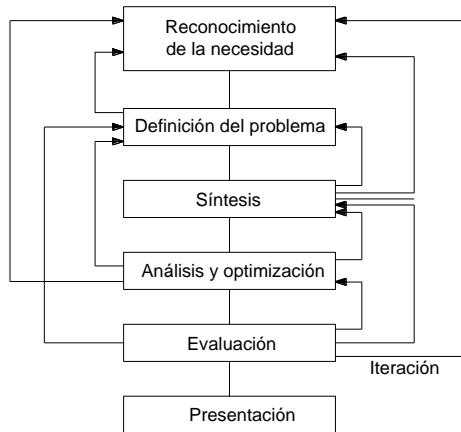 Reconocimiento
de la necesidad
Definición del problema
Síntesis
Análisis y optimización
Evaluación
Iteración
Presentación